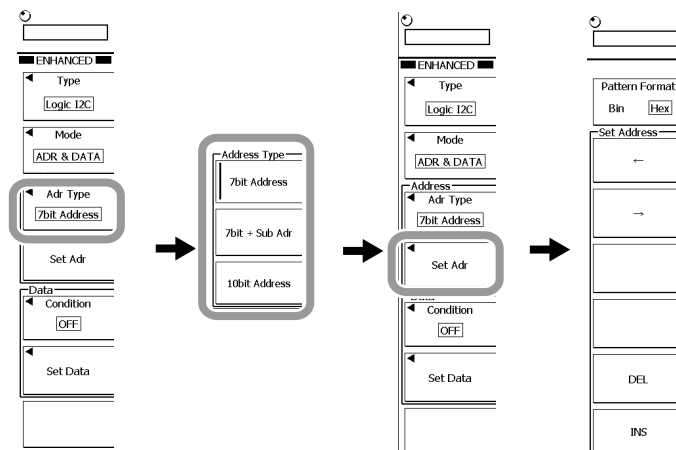 ENHANCED
Type
Logic I2C
Mode
ADR & DATA
Adr Type
7bit Address
Set Adr
Data
Condition
OFF
Set Data
Address Type
7bit Address
7bit + Sub Adr
10bit Address
ENHANCED
Type
Logic I2C
Mode
ADR & DATA
Address
Adr Type
7bit Address
Set Adr
Condition
OFF
Set Data
Pattern Format
Bin Hex
Set Address
←
→
DEL
INS